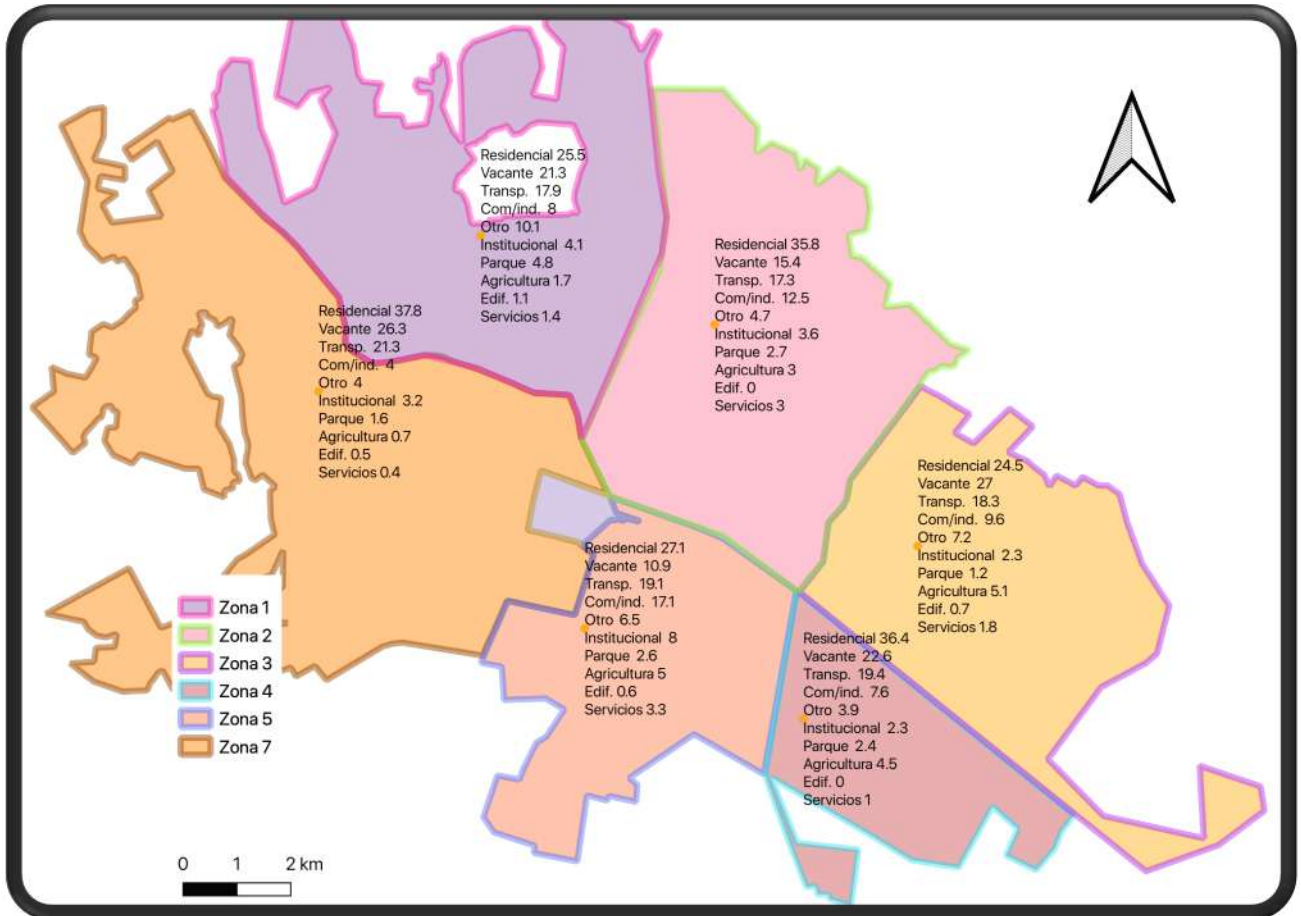 Residencial 25.5
Vacante 21.3
Transp. 17.9
Com/ind. 8
Otro 10.1
Institucional 4.1
Parque 4.8
Agricultura 1.7
Edif. 1.1
Servicios 1.4
Residencial 35.8
Vacante 15.4
Transp. 17.3
Com/ind. 12.5
Otro 4.7
Institucional 3.6
Parque 2.7
Agricultura 3
Edif. 0
Servicios 3
Residencial 37.8
Vacante 26.3
Transp. 21.3
Com/ind. 4
Otro 4
Institucional 3.2
Parque 1.6
Agricultura 0.7
Edif. 0.5
Servicios 0.4
Residencial 24.5
Vacante 27
Transp. 18.3
Com/ind. 9.6
Otro 7.2
Institucional 2.3
Parque 1.2
Agricultura 5.1
Edif. 0.7
Servicios 1.8
Residencial 27.1
Vacante 10.9
Transp. 19.1
Com/ind. 17.1
Otro 6.5
Institucional 8
Parque 2.6
Agricultura 5
Edif. 0.6
Servicios 3.3
Residencial 36.4
Vacante 22.6
Transp. 19.4
Com/ind. 7.6
Otro 3.9
Institucional 2.3
Parque 2.4
Agricultura 4.5
Edif. 0
Servicios 1
Zona 1
Zona 2
Zona 3
Zona 4
Zona 5
Zona 7
0 1 2 km